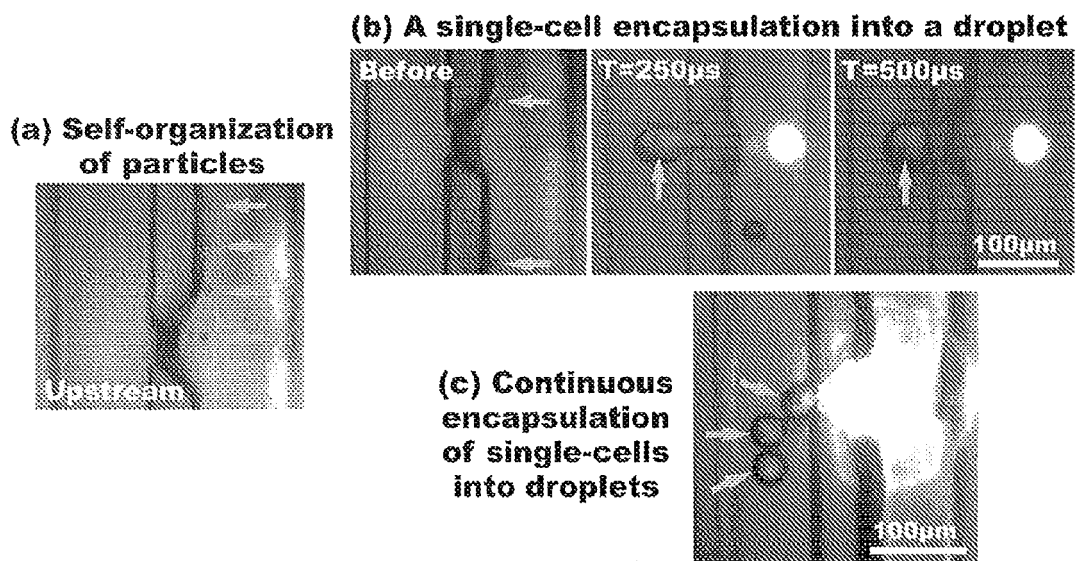 (b) A single-cell encapsulation into a droplet
Before
T=250µs
T=500µs
100µm
(a) Self-organization
of particles
Upstream
(c) Continuous
encapsulation
of single-cells
into droplets
100µm